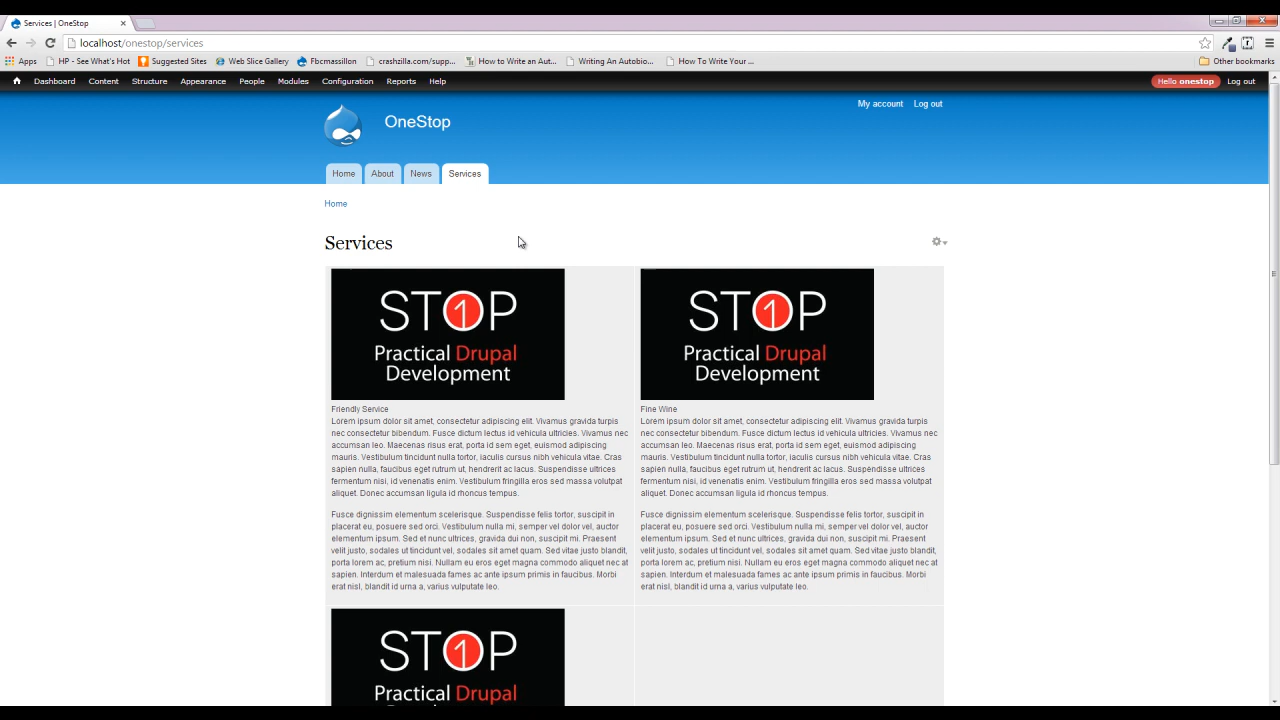 Services | OneStop
localhost/onestop/services
Apps HP - See What's Hot Suggested Sites Web Slice Gallery Fbcmassillon crashzilla.com/supp... How to Write an Aut... Writing An Autobio... How To Write Your ... Other bookmarks
Dashboard Content Structure Appearance People Modules Configuration Reports Help Hello onestop Log out
My account Log out
OneStop
Home About News Services
Home
Services
ST1P
Practical Drupal
Development
Friendly Service
Lorem ipsum dolor sit amet, consectetur adipiscing elit. Vivamus gravida turpis
nec consectetur bibendum. Fusce dictum lectus id vehicula ultricies. Vivamus nec
accumsan leo. Maecenas risus erat, porta id sem eget, euismod adipiscing
mauris. Vestibulum tincidunt nulla tortor, iaculis cursus nibh vehicula vitae. Cras
sapien nulla, faucibus eget rutrum ut, hendrerit ac lacus. Suspendisse ultrices
fermentum nisi, id venenatis enim. Vestibulum fringilla eros sed massa volutpat
aliquet. Donec accumsan ligula id rhoncus tempus.
Fusce dignissim elementum scelerisque. Suspendisse felis tortor, suscipit in
placerat eu, posuere sed orci. Vestibulum nulla mi, semper vel dolor vel, auctor
elementum ipsum. Sed et nunc ultrices, gravida dui non, suscipit mi. Praesent
velit justo, sodales ut tincidunt vel, sodales sit amet quam. Sed vitae justo blandit,
porta lorem ac, pretium nisi. Nullam eu eros eget magna commodo aliquet nec at
sapien. Interdum et malesuada fames ac ante ipsum primis in faucibus. Morbi
erat nisl, blandit id urna a, varius vulputate leo.
ST1P
Practical Drupal
Development
Fine Wine
Lorem ipsum dolor sit amet, consectetur adipiscing elit. Vivamus gravida turpis
nec consectetur bibendum. Fusce dictum lectus id vehicula ultricies. Vivamus nec
accumsan leo. Maecenas risus erat, porta id sem eget, euismod adipiscing
mauris. Vestibulum tincidunt nulla tortor, iaculis cursus nibh vehicula vitae. Cras
sapien nulla, faucibus eget rutrum ut, hendrerit ac lacus. Suspendisse ultrices
fermentum nisi, id venenatis enim. Vestibulum fringilla eros sed massa volutpat
aliquet. Donec accumsan ligula id rhoncus tempus.
Fusce dignissim elementum scelerisque. Suspendisse felis tortor, suscipit in
placerat eu, posuere sed orci. Vestibulum nulla mi, semper vel dolor vel, auctor
elementum ipsum. Sed et nunc ultrices, gravida dui non, suscipit mi. Praesent
velit justo, sodales ut tincidunt vel, sodales sit amet quam. Sed vitae justo blandit,
porta lorem ac, pretium nisi. Nullam eu eros eget magna commodo aliquet nec at
sapien. Interdum et malesuada fames ac ante ipsum primis in faucibus. Morbi
erat nisl, blandit id urna a, varius vulputate leo.
ST1P
Practical Drupal